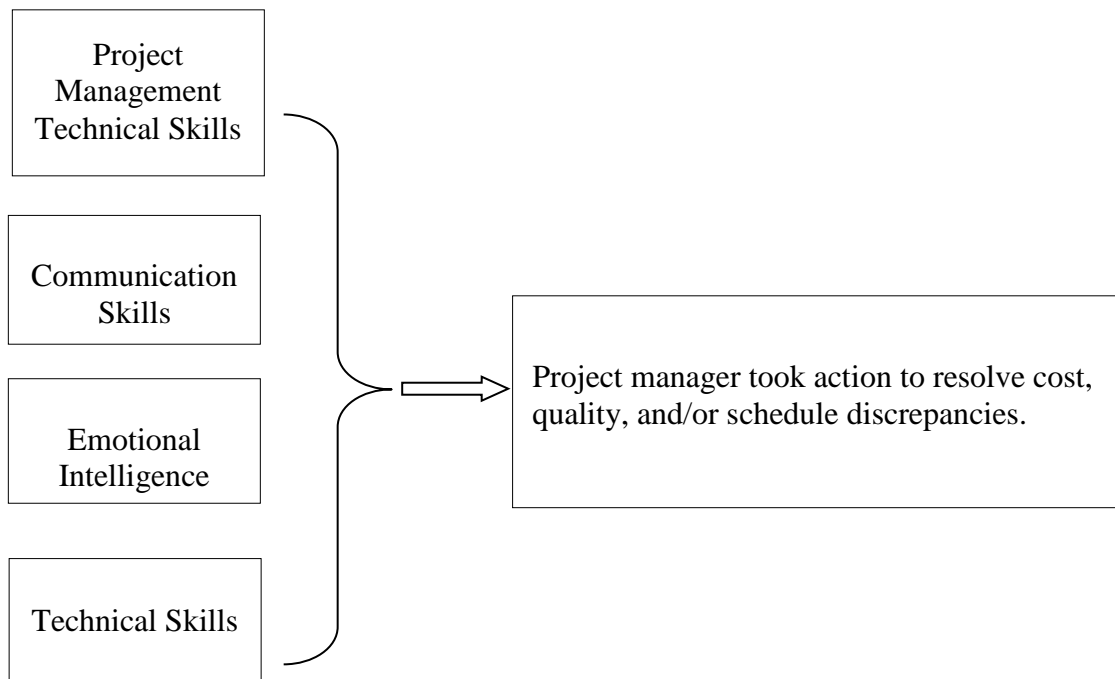 Project
Management
Technical Skills
Communication
Skills
Emotional
Intelligence
Technical Skills
Project manager took action to resolve cost,
quality, and/or schedule discrepancies.